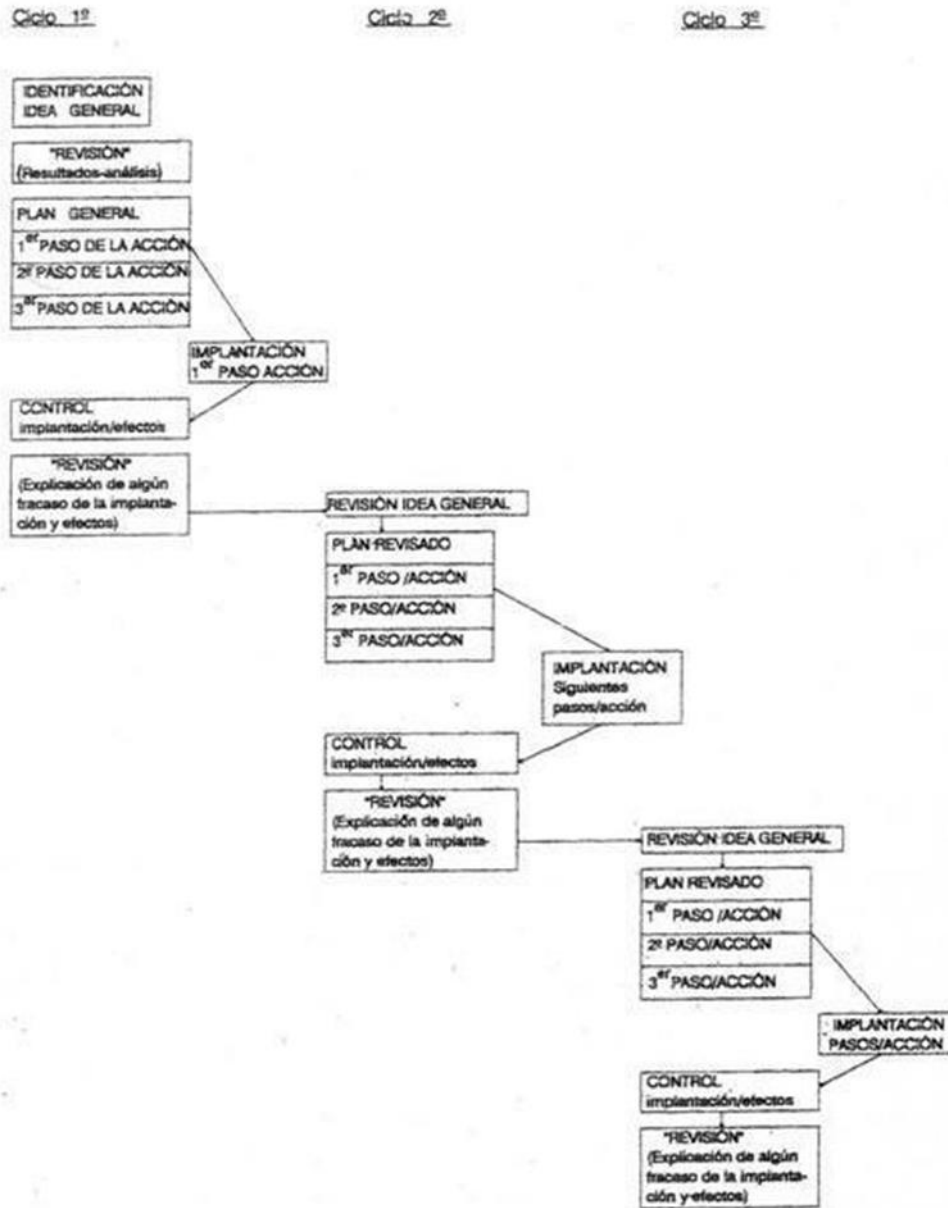 Ciclo 1º
Ciclo 2º
Ciclo 3º
IDENTIFICACIÓN
IDEA GENERAL
"REVISIÓN"
(Resultados-análisis)
PLAN GENERAL
1er PASO DE LA ACCIÓN
2º PASO DE LA ACCIÓN
3er PASO DE LA ACCIÓN
IMPLANTACIÓN
1er PASO ACCIÓN
CONTROL
implantación/efectos
"REVISIÓN"
(Explicación de algún
fracaso de la implanta-
ción y efectos)
REVISIÓN IDEA GENERAL
PLAN REVISADO
1er PASO /ACCIÓN
2º PASO/ACCIÓN
3er PASO/ACCIÓN
IMPLANTACIÓN
Siguientes
pasos/acción
CONTROL
implantación/efectos
"REVISIÓN"
(Explicación de algún
fracaso de la implanta-
ción y efectos)
REVISIÓN IDEA GENERAL
PLAN REVISADO
1er PASO /ACCIÓN
2º PASO/ACCIÓN
3er PASO/ACCIÓN
IMPLANTACIÓN
PASOS/ACCIÓN
CONTROL
implantación/efectos
"REVISIÓN"
(Explicación de algún
fracaso de la implanta-
ción y efectos)